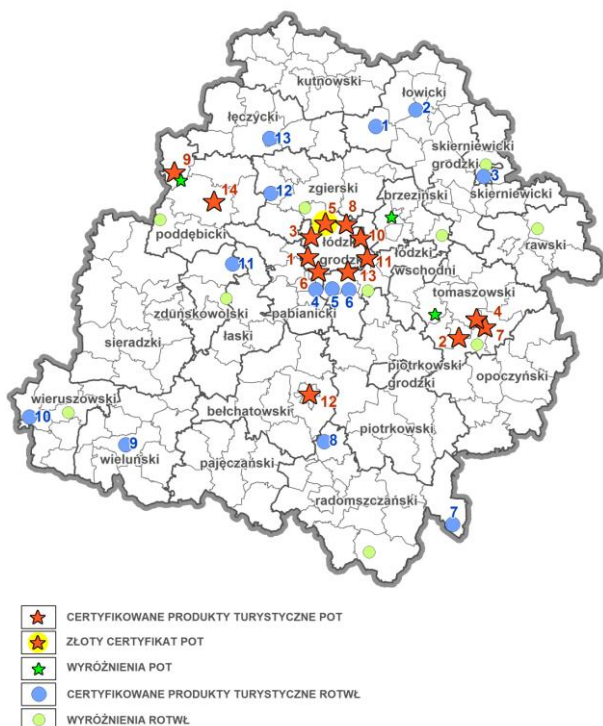 kutnowski
łowicki
2
1
łęczycki
13
skierniewicki
grodzki
3
skierniewicki
9
14
12
zgierski
brzeziński
rawski
5
8
3
łódzki
10
poddębicki
1
grodzki
11
łódzki
wschodni
11
6
13
tomaszowski
4
zduńskowolski
4
5
6
pabianicki
2
7
sieradzki
łaski
piotrkowski
grodzki
opoczyński
wieruszowski
12
bełchatowski
10
8
piotrkowski
9
wieluński
pajęczański
radomszczański
7
CERTYFIKOWANE PRODUKTY TURYSTYCZNE POT
ZŁOTY CERTYFIKAT POT
WYRÓŻNIENIA POT
CERTYFIKOWANE PRODUKTY TURYSTYCZNE ROTWŁ
WYRÓŻNIENIA ROTWŁ